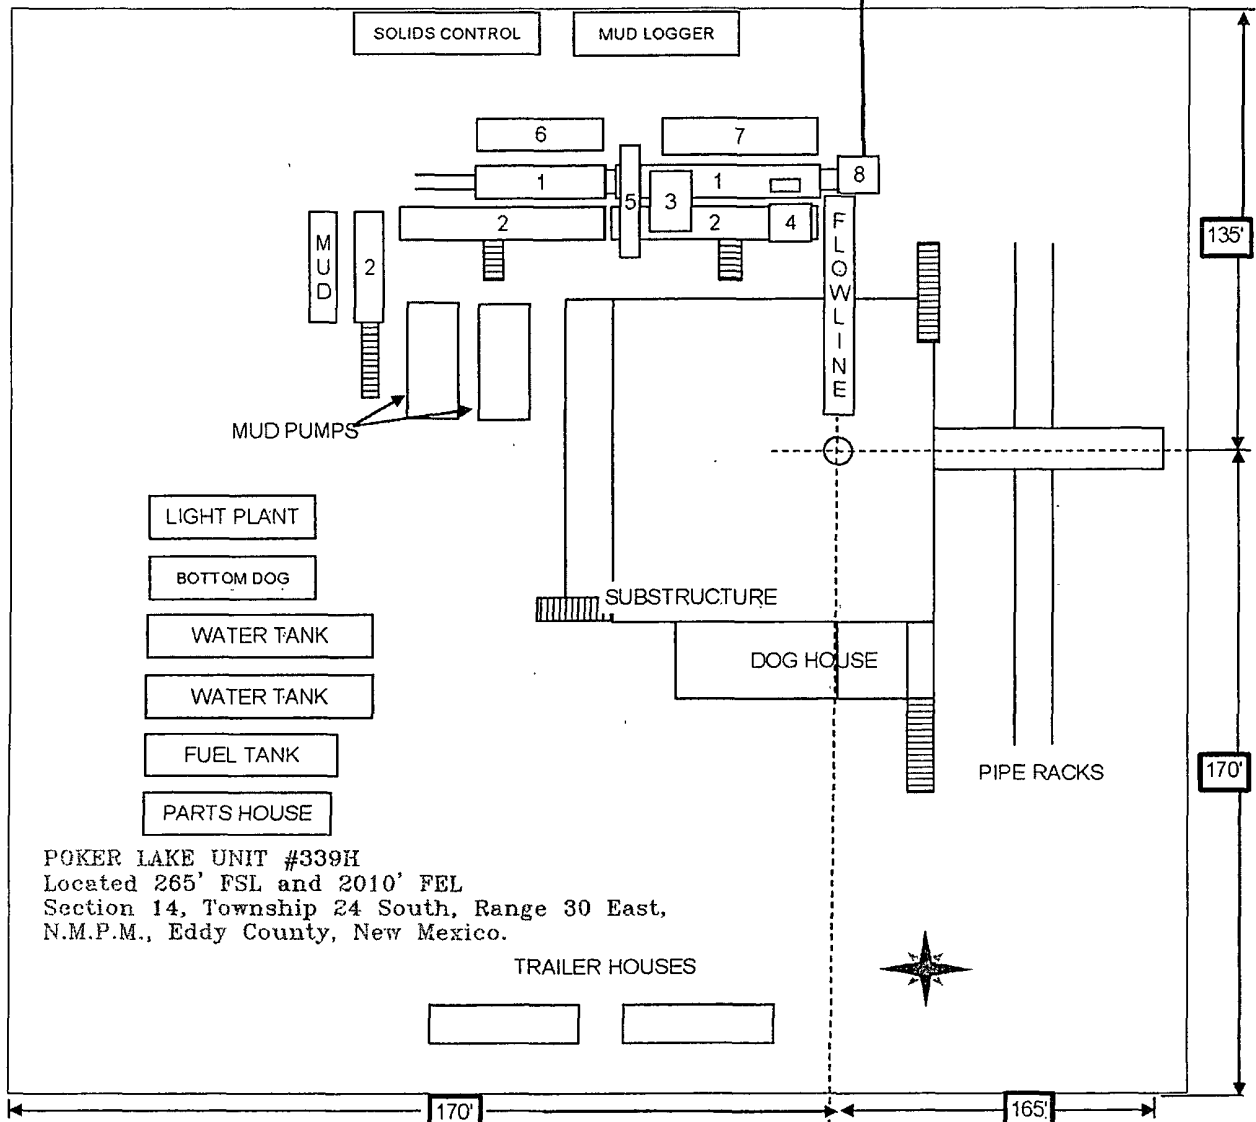 SOLIDS CONTROL
MUD LOGGER
6
7
1
1
8
5
3
2
2
4
MUD
2
FLOWLINE
135'
MUD PUMPS
LIGHT PLANT
BOTTOM DOG
SUBSTRUCTURE
WATER TANK
DOG HOUSE
WATER TANK
FUEL TANK
PIPE RACKS
170'
PARTS HOUSE
POKER LAKE UNIT #339H
Located 265' FSL and 2010' FEL
Section 14, Township 24 South, Range 30 East,
N.M.P.M., Eddy County, New Mexico.
TRAILER HOUSES
170'
165'